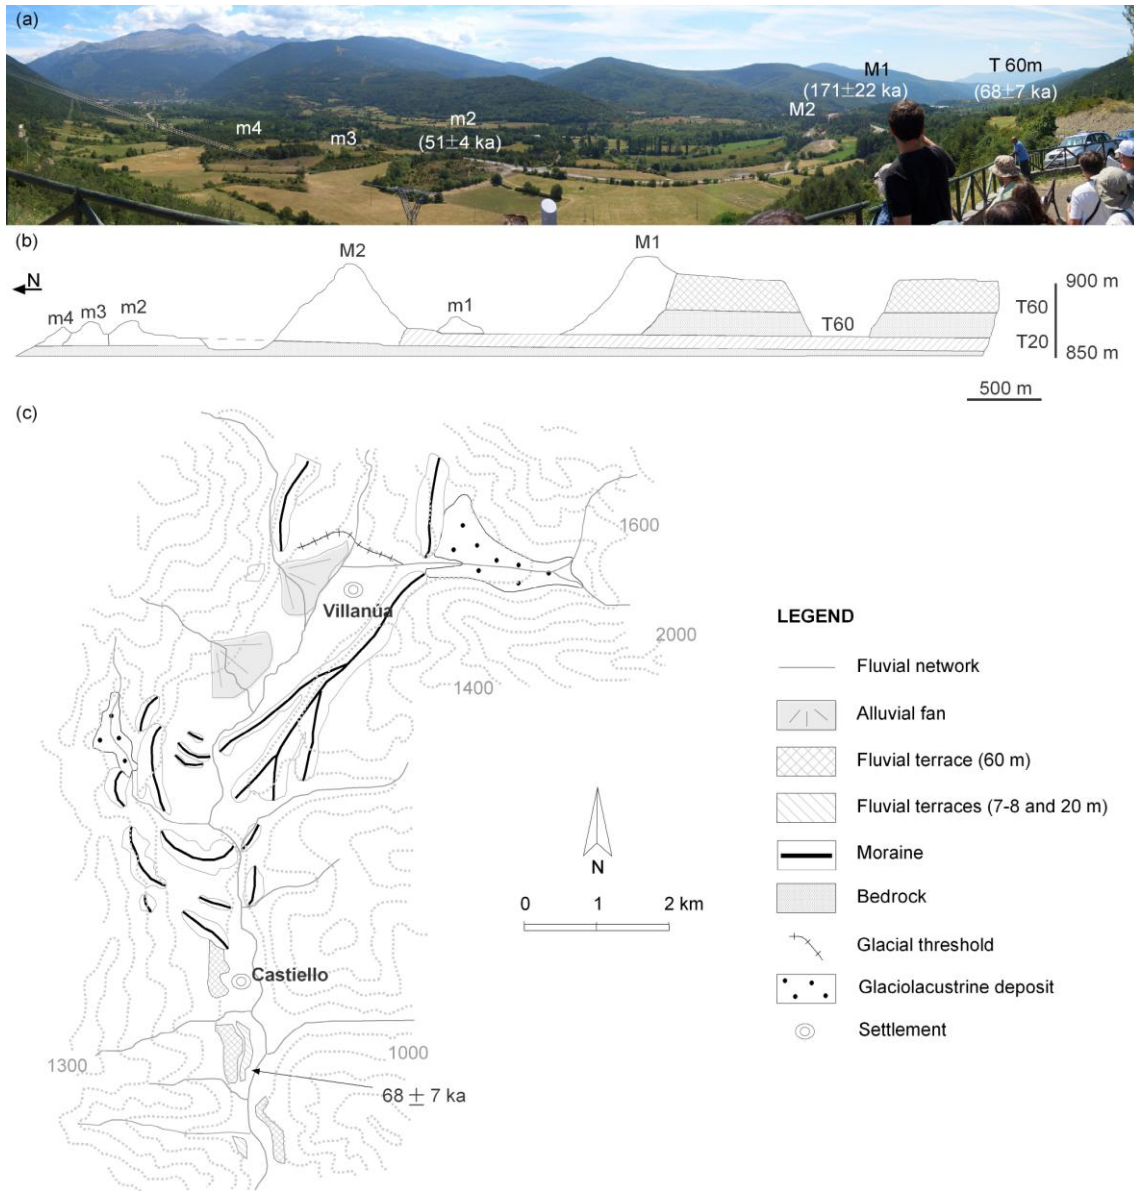 (a)
M1
T 60m
(171±22 ka)
(68±7 ka)
M2
m4
m3
m2
(51±4 ka)
(b)
N
M2
M1
m4
m3
m2
m1
T60
900 m
T60
T20
850 m
500 m
(c)
1600
Villanúa
2000
1400
LEGEND
Fluvial network
Alluvial fan
Fluvial terrace (60 m)
Fluvial terraces (7-8 and 20 m)
Moraine
Bedrock
Glacial threshold
Glaciolacustrine deposit
Settlement
N
0 1 2 km
Castiello
1300
1000
68 ± 7 ka